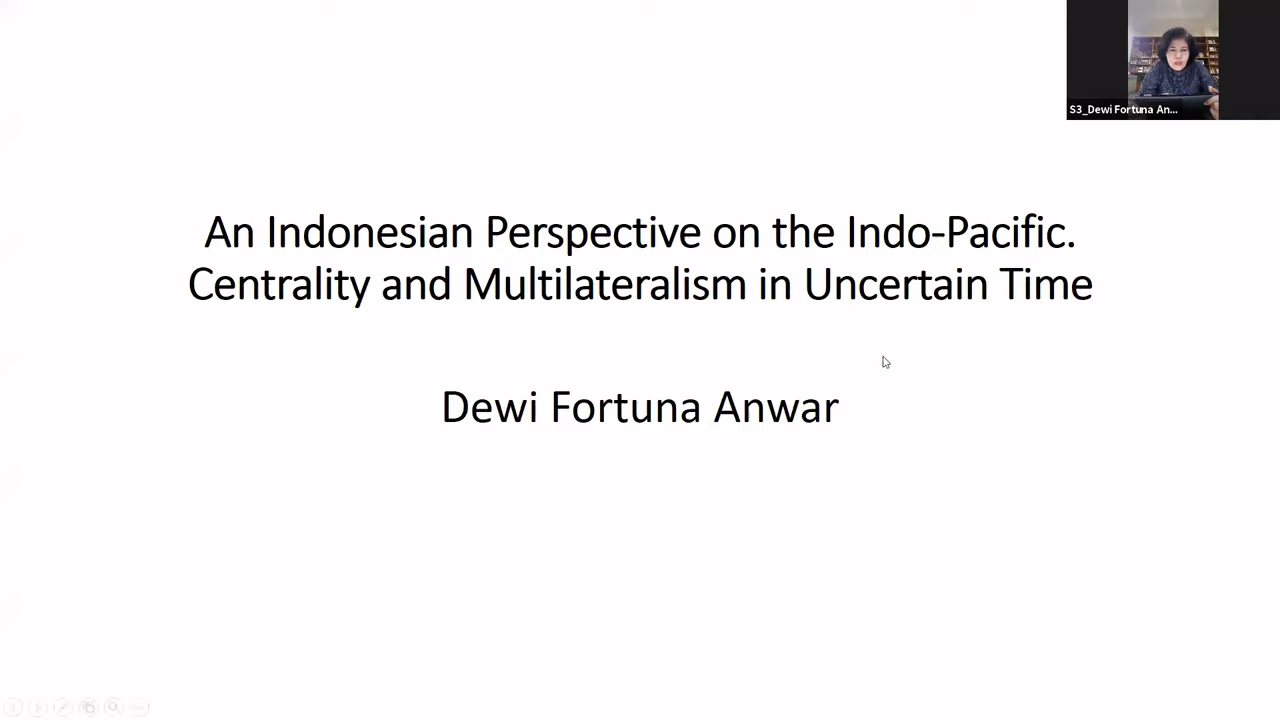 S3_Dewi Fortuna An...
An Indonesian Perspective on the Indo-Pacific.
Centrality and Multilateralism in Uncertain Time
Dewi Fortuna Anwar